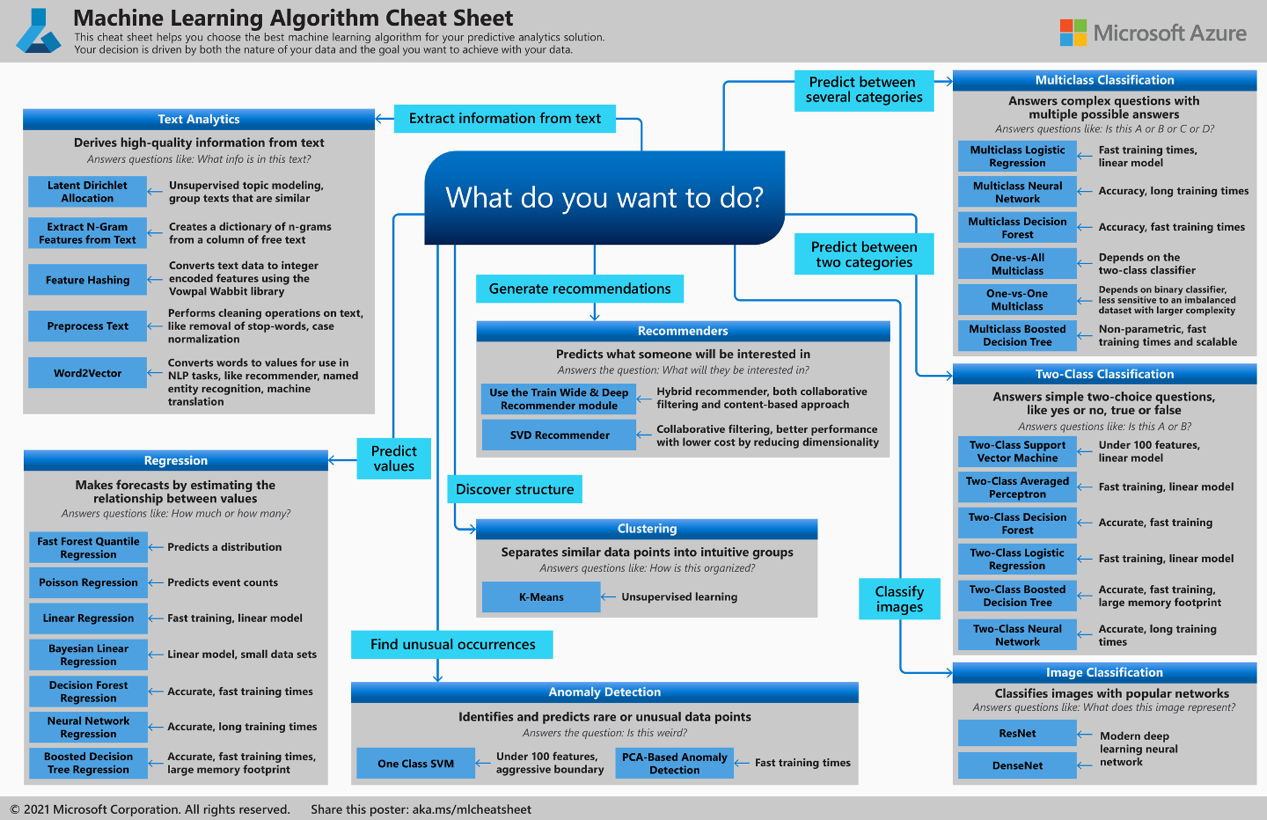 Machine Learning Algorithm Cheat Sheet
This cheat sheet helps you choose the best machine learning algorithm for your predictive analytics solution.
Your decision is driven by both the nature of your data and the goal you want to achieve with your data.
Microsoft Azure
What do you want to do?
Extract information from text
Text Analytics
Derives high-quality information from text
Answers questions like: What info is in this text?
Latent Dirichlet
Allocation
Unsupervised topic modeling,
group texts that are similar
Extract N-Gram
Features from Text
Creates a dictionary of n-grams
from a column of free text
Feature Hashing
Converts text data to integer
encoded features using the
Vowpal Wabbit library
Preprocess Text
Performs cleaning operations on text,
like removal of stop-words, case
normalization
Word2Vector
Converts words to values for use in
NLP tasks, like recommender, named
entity recognition, machine
translation
Predict
values
Regression
Makes forecasts by estimating the
relationship between values
Answers questions like: How much or how many?
Fast Forest Quantile
Regression
Predicts a distribution
Poisson Regression
Predicts event counts
Linear Regression
Fast training, linear model
Bayesian Linear
Regression
Linear model, small data sets
Decision Forest
Regression
Accurate, fast training times
Neural Network
Regression
Accurate, long training times
Boosted Decision
Tree Regression
Accurate, fast training times,
large memory footprint
Generate recommendations
Recommenders
Predicts what someone will be interested in
Answers the question: What will they be interested in?
Use the Train Wide & Deep
Recommender module
Hybrid recommender, both collaborative
filtering and content-based approach
SVD Recommender
Collaborative filtering, better performance
with lower cost by reducing dimensionality
Discover structure
Clustering
Separates similar data points into intuitive groups
Answers questions like: How is this organized?
K-Means
Unsupervised learning
Find unusual occurrences
Anomaly Detection
Identifies and predicts rare or unusual data points
Answers the question: Is this weird?
One Class SVM
Under 100 features,
aggressive boundary
PCA-Based Anomaly
Detection
Fast training times
Predict between
several categories
Multiclass Classification
Answers complex questions with
multiple possible answers
Answers questions like: Is this A or B or C or D?
Multiclass Logistic
Regression
Fast training times,
linear model
Multiclass Neural
Network
Accuracy, long training times
Multiclass Decision
Forest
Accuracy, fast training times
One-vs-All
Multiclass
Depends on the
two-class classifier
One-vs-One
Multiclass
Depends on binary classifier,
less sensitive to an imbalanced
dataset with larger complexity
Multiclass Boosted
Decision Tree
Non-parametric, fast
training times and scalable
Predict between
two categories
Two-Class Classification
Answers simple two-choice questions,
like yes or no, true or false
Answers questions like: Is this A or B?
Two-Class Support
Vector Machine
Under 100 features,
linear model
Two-Class Averaged
Perceptron
Fast training, linear model
Two-Class Decision
Forest
Accurate, fast training
Two-Class Logistic
Regression
Fast training, linear model
Two-Class Boosted
Decision Tree
Accurate, fast training,
large memory footprint
Two-Class Neural
Network
Accurate, long training
times
Classify
images
Image Classification
Classifies images with popular networks
Answers questions like: What does this image represent?
ResNet
DenseNet
Modern deep
learning neural
network
© 2021 Microsoft Corporation. All rights reserved.
Share this poster: aka.ms/mlcheatsheet